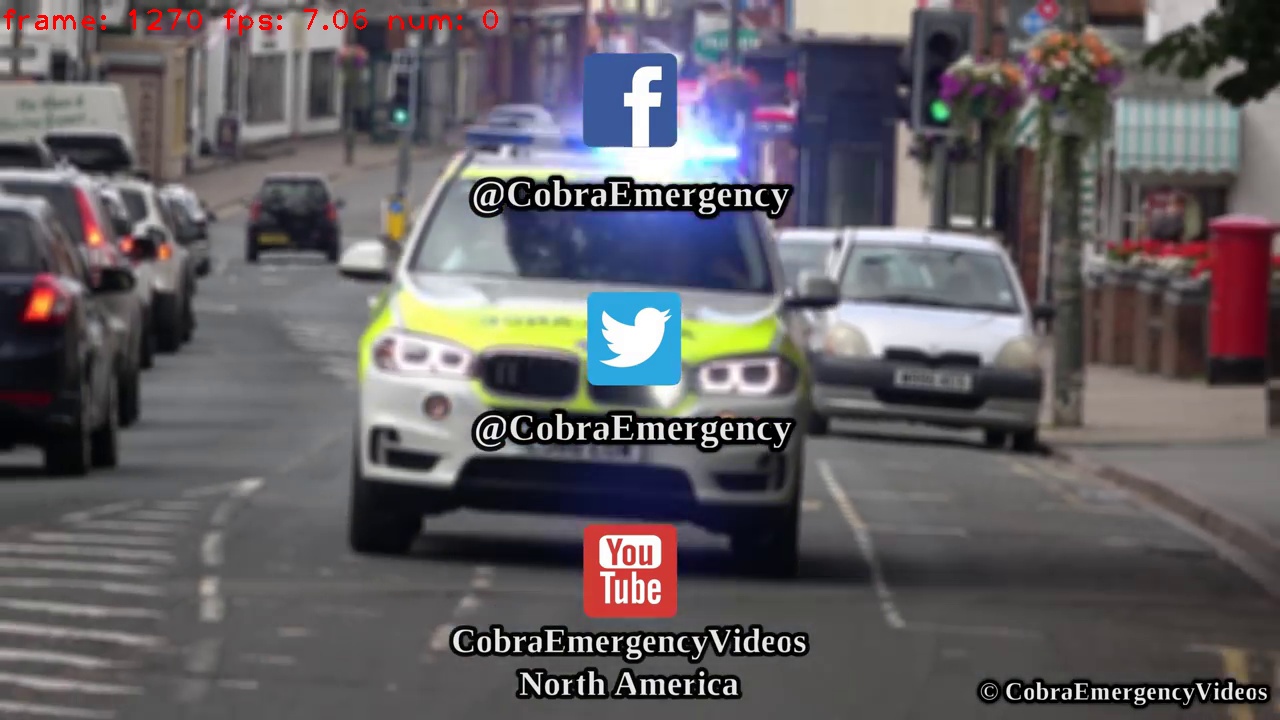 frame: 1270 fps: 7.06 num: 0
f
@CobraEmergency
@CobraEmergency
You
Tube
CobraEmergencyVideos
North America
© CobraEmergencyVideos